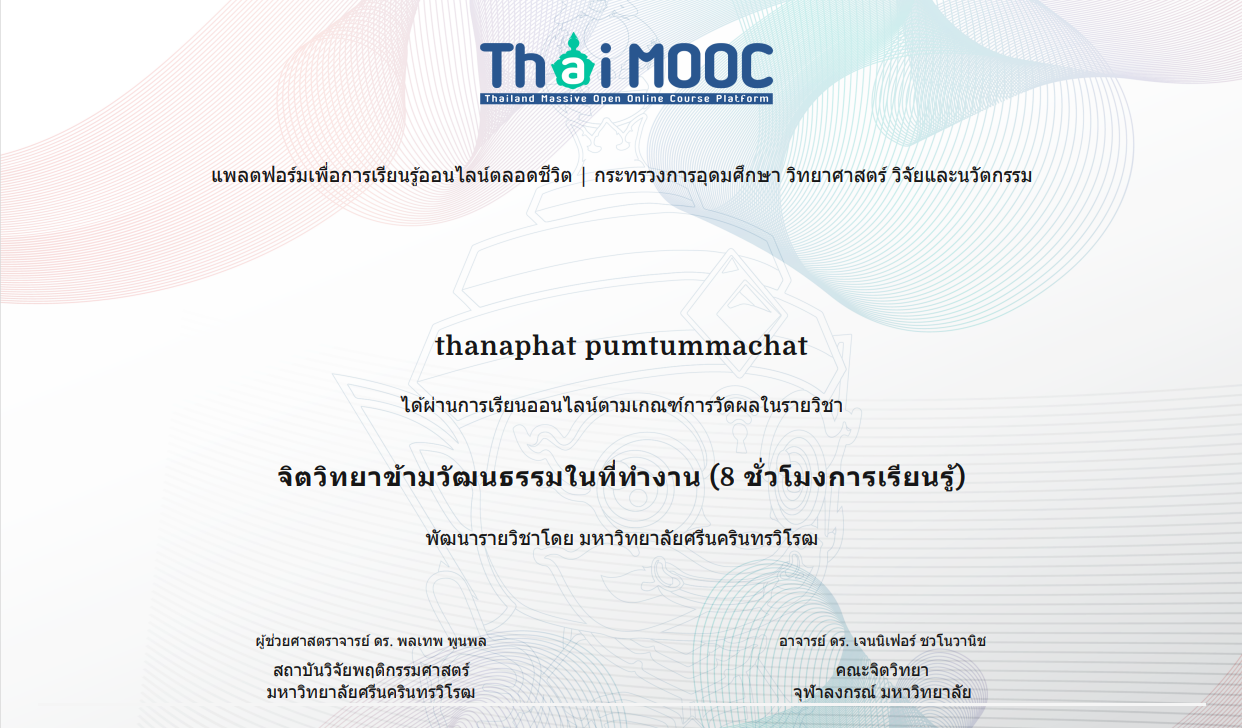 Thai MOOC
Thailand Massive Open Online Course Platform
แพลตฟอร์มเพื่อการเรียนรู้ออนไลน์ตลอดชีวิต | กระทรวงการอุดมศึกษา วิทยาศาสตร์ วิจัยและนวัตกรรม
thanaphat pumtummachat
ได้ผ่านการเรียนออนไลน์ตามเกณฑ์การวัดผลในรายวิชา
จิตวิทยาข้ามวัฒนธรรมในที่ทำงาน (8 ชั่วโมงการเรียนรู้)
พัฒนารายวิชาโดย มหาวิทยาลัยศรีนครินทรวิโรฒ
ผู้ช่วยศาสตราจารย์ ดร. พลเทพ พูนพล
สถาบันวิจัยพฤติกรรมศาสตร์
มหาวิทยาลัยศรีนครินทรวิโรฒ
อาจารย์ ดร. เจนนิเฟอร์ ชวโนวานิช
คณะจิตวิทยา
จุฬาลงกรณ์ มหาวิทยาลัย